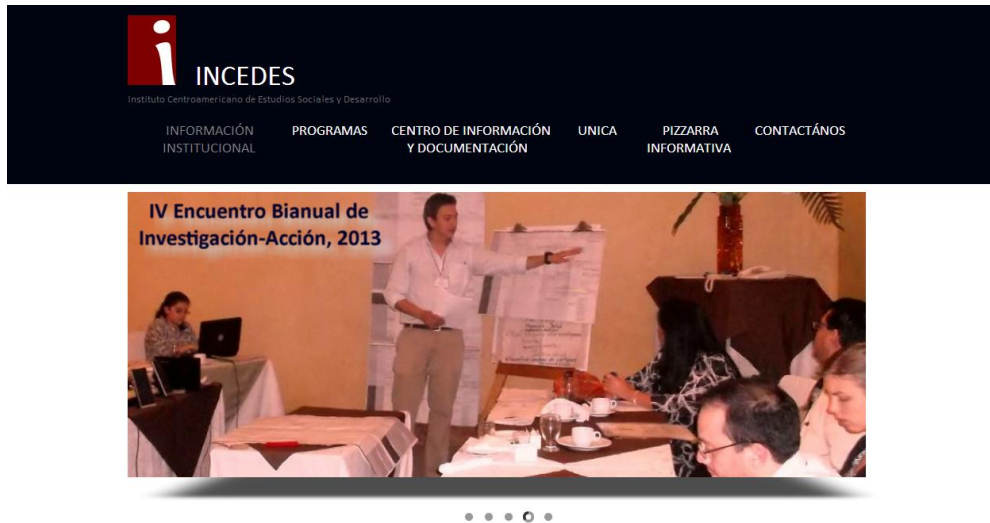 i
INCEDES
Instituto Centroamericano de Estudios Sociales y Desarrollo
INFORMACIÓN
INSTITUCIONAL
PROGRAMAS
CENTRO DE INFORMACIÓN
Y DOCUMENTACIÓN
UNICA
PIZZARRA
INFORMATIVA
CONTACTÁNOS
IV Encuentro Bianual de
Investigación-Acción, 2013